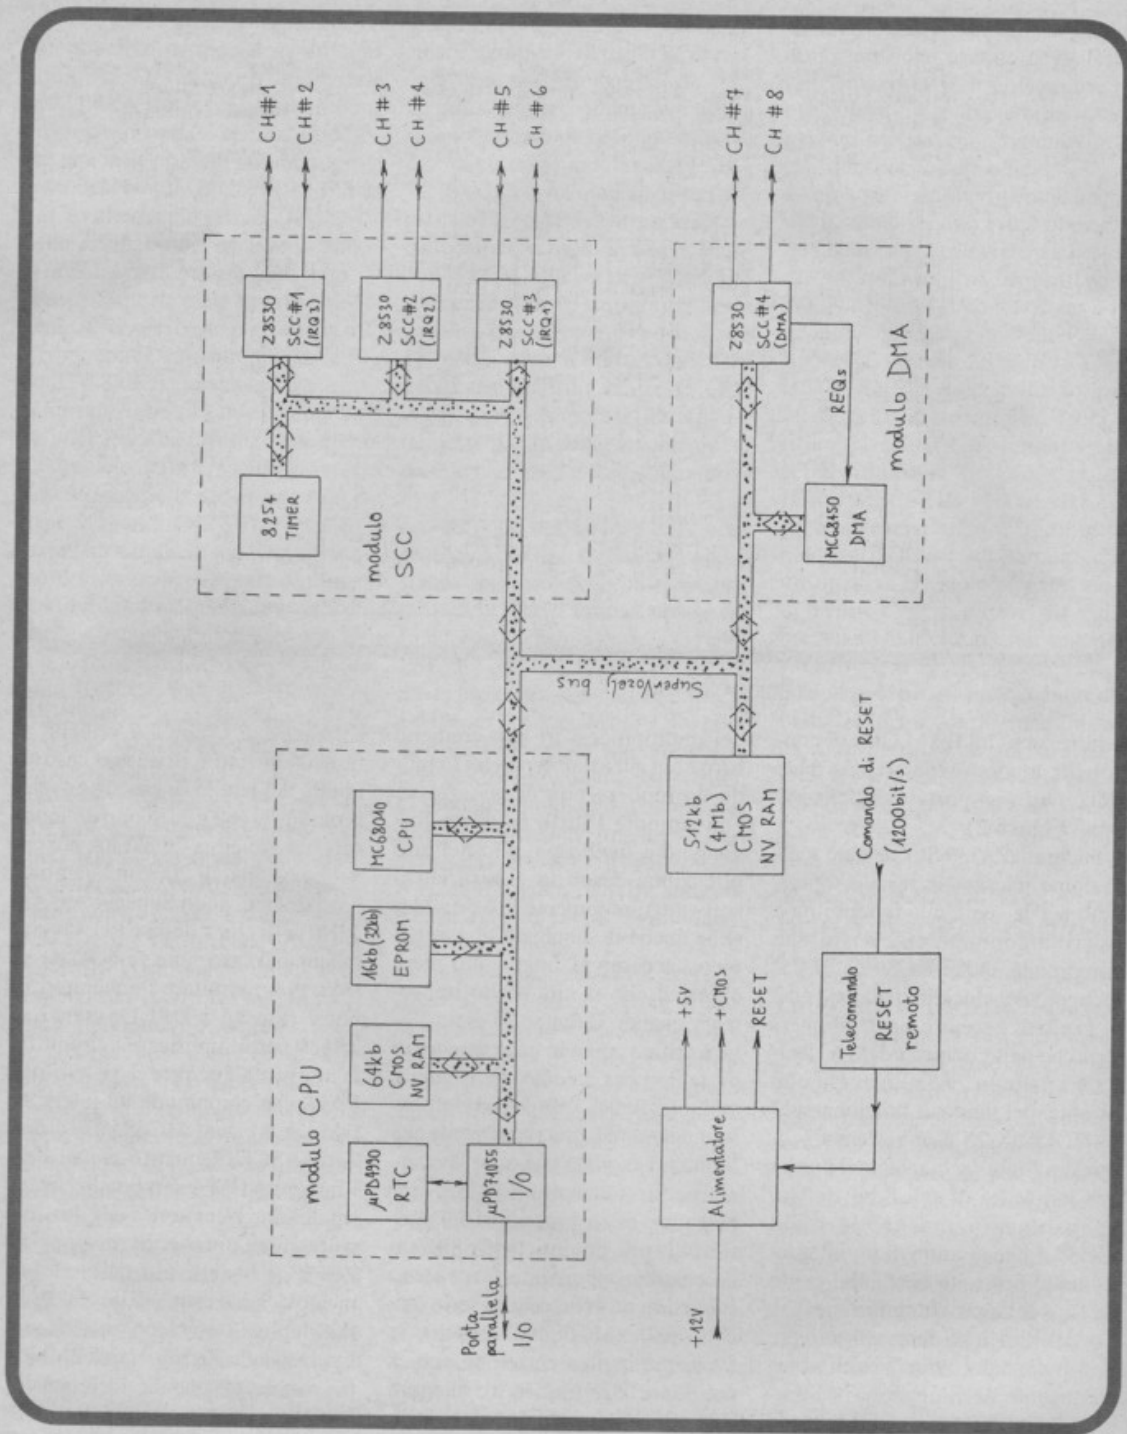 modulo CPU
µPD4990
RTC
64kb
CMOS
NV RAM
16kb (32kb)
EPROM
MC68010
CPU
µPD71055
I/O
Porta
parallela
I/O
modulo
SCC
8254
TIMER
Z8530
SCC#1
(IRQ3)
CH#1
CH#2
Z8530
SCC#2
(IRQ2)
CH #3
CH #4
Z8530
SCC#3
(IRQ1)
CH #5
CH #6
SuperVozelj bus
+12V
Alimentatore
+5V
+CMOS
RESET
512kb
(4Mb)
CMOS
NV RAM
Telecomando
RESET
remoto
Comando di RESET
(1200bit/s)
MC68450
DMA
REQs
Z8530
SCC#4
(DMA)
CH #7
CH #8
modulo DMA